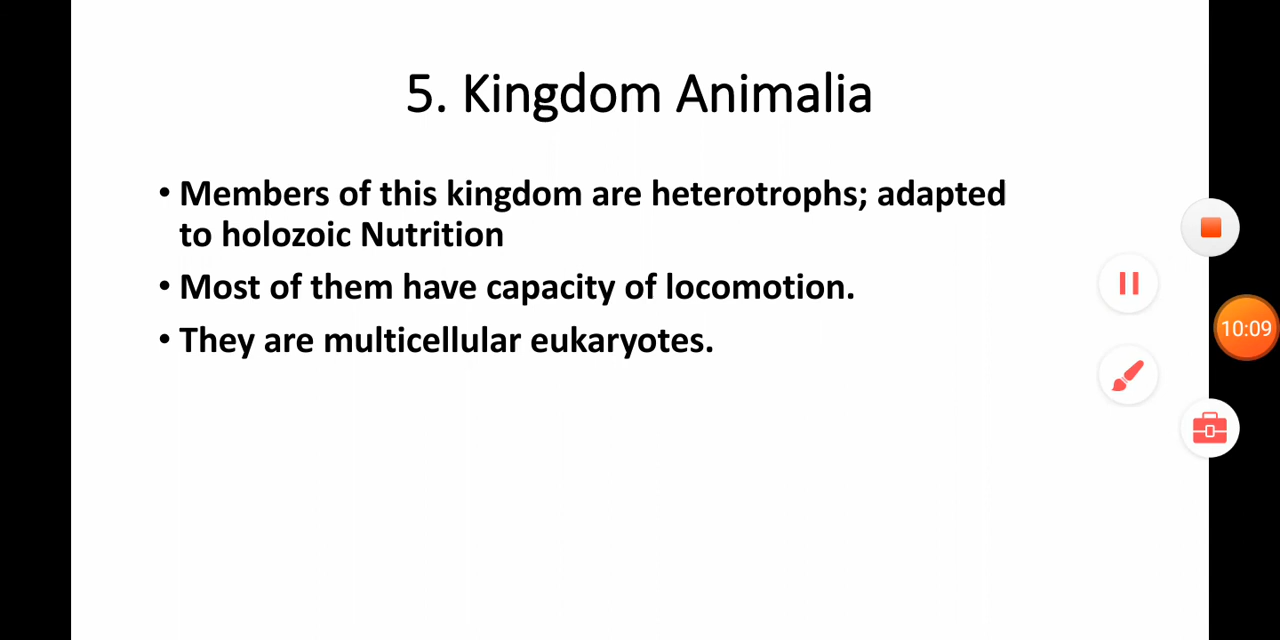 5. Kingdom Animalia
• Members of this kingdom are heterotrophs; adapted
to holozoic Nutrition
• Most of them have capacity of locomotion.
• They are multicellular eukaryotes.
10:09